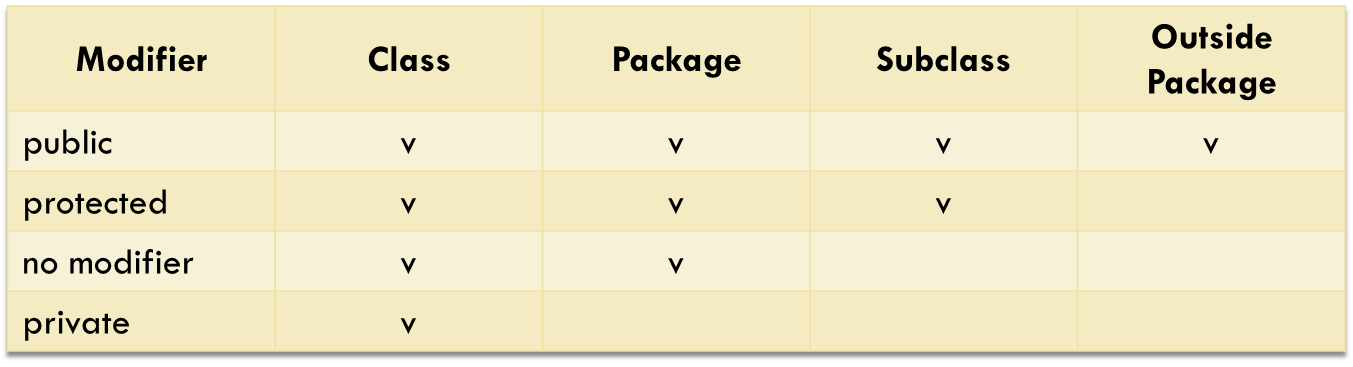 Modifier Class Package Subclass Outside Package
public v v v v
protected v v v
no modifier v v
private v